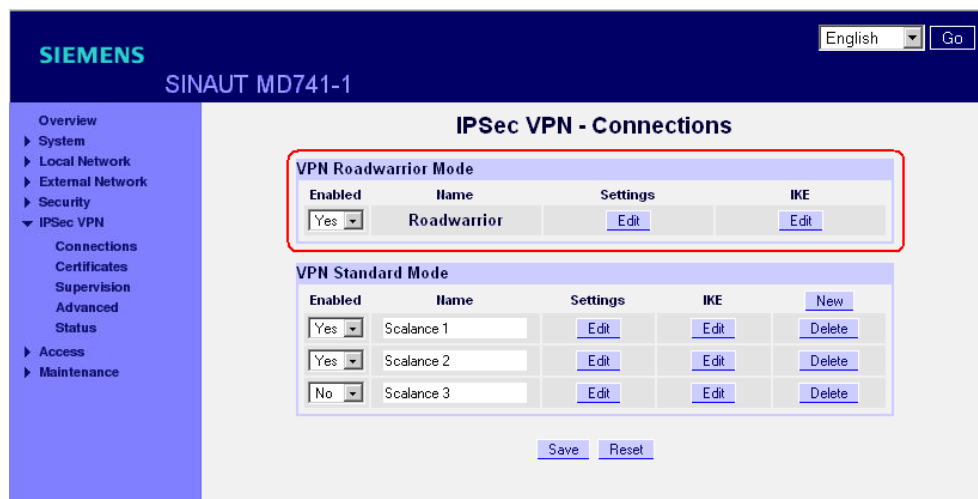 English Go
SIEMENS
SINAUT MD741-1
Overview
System
Local Network
External Network
Security
IPSec VPN
Connections
Certificates
Supervision
Advanced
Status
Access
Maintenance
IPSec VPN - Connections
VPN Roadwarrior Mode
Enabled Name Settings IKE
Yes Roadwarrior Edit Edit
VPN Standard Mode
Enabled Name Settings IKE New
Yes Scalance 1 Edit Edit Delete
Yes Scalance 2 Edit Edit Delete
No Scalance 3 Edit Edit Delete
Save Reset